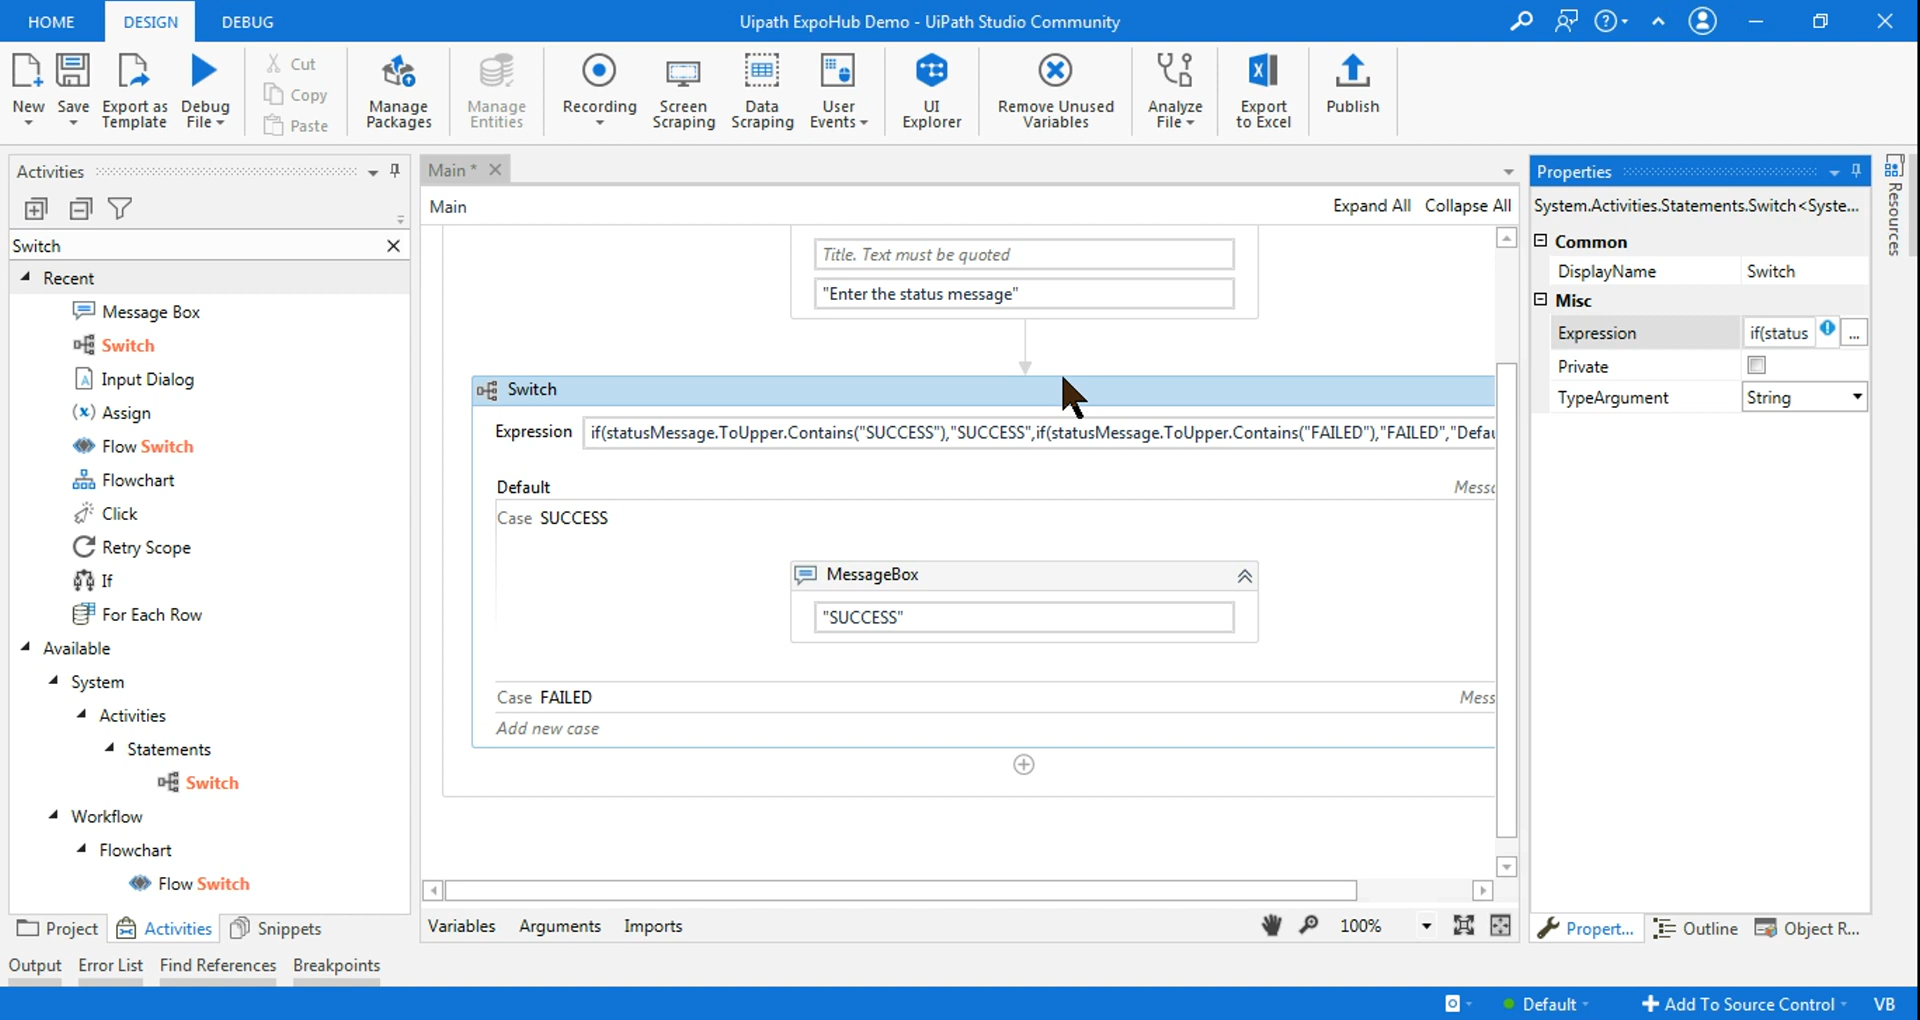 HOME DESIGN DEBUG Uipath ExpoHub Demo - UiPath Studio Community
New
Save
Export as Template
Debug File
Cut
Copy
Paste
Manage Packages
Manage Entities
Recording
Screen Scraping
Data Scraping
User Events
UI Explorer
Remove Unused Variables
Analyze File
Export to Excel
Publish
Activities
Switch
Recent
Message Box
Switch
Input Dialog
Assign
Flow Switch
Flowchart
Click
Retry Scope
If
For Each Row
Available
System
Activities
Statements
Switch
Workflow
Flowchart
Flow Switch
Project Activities Snippets
Main *
Main Expand All Collapse All
Title. Text must be quoted
"Enter the status message"
Switch
Expression if(statusMessage.ToUpper.Contains("SUCCESS"),"SUCCESS",if(statusMessage.ToUpper.Contains("FAILED"),"FAILED","Defau
Default Messa
Case SUCCESS
MessageBox
"SUCCESS"
Case FAILED Mess
Add new case
Variables Arguments Imports 100%
Properties
System.Activities.Statements.Switch<Syste...
Common
DisplayName Switch
Misc
Expression if(status ...
Private
TypeArgument String
Propert... Outline Object R...
Resources
Output Error List Find References Breakpoints
Default Add To Source Control VB